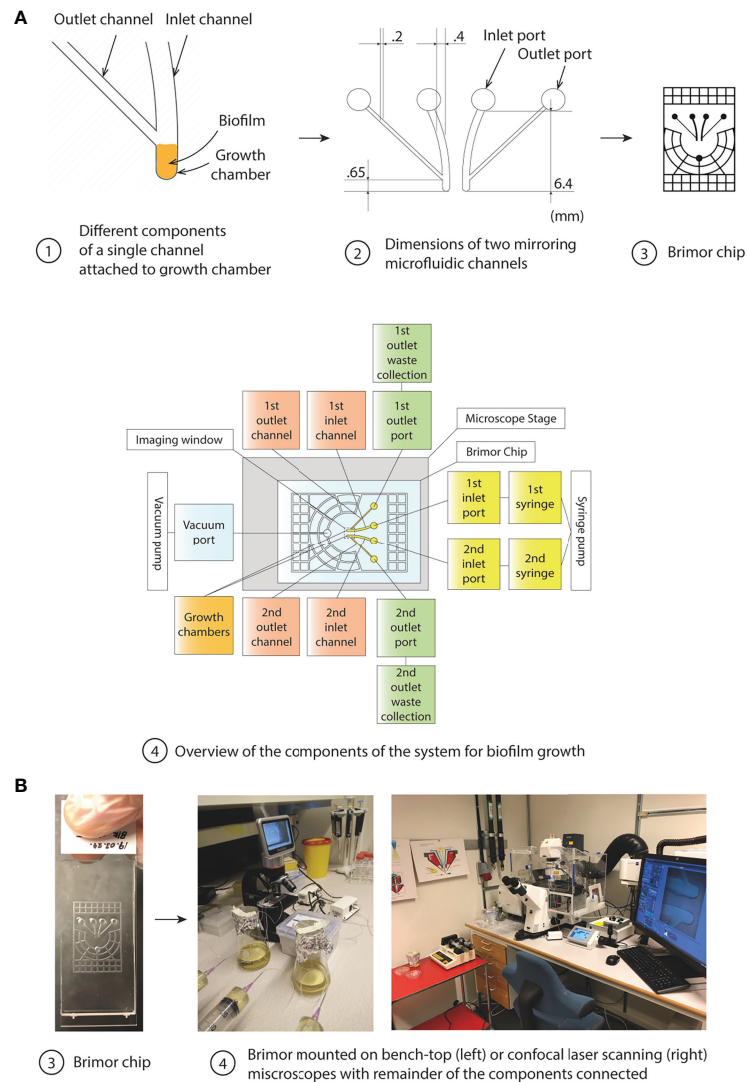 A
Outlet channel
Inlet channel
Biofilm
Growth
chamber
1
Different components
of a single channel
attached to growth chamber
.2
.4
Inlet port
Outlet port
.65
6.4
(mm)
2
Dimensions of two mirroring
microfluidic channels
3
Brimor chip
1st
outlet
waste
collection
1st
outlet
channel
1st
inlet
channel
1st
outlet
port
Microscope Stage
Imaging window
Brimor Chip
Vacuum pump
Vacuum
port
1st
inlet
port
1st
syringe
Syringe pump
2nd
inlet
port
2nd
syringe
Growth
chambers
2nd
outlet
channel
2nd
inlet
channel
2nd
outlet
port
2nd
outlet
waste
collection
4
Overview of the components of the system for biofilm growth
B
19.03.29.
3
Brimor chip
4
Brimor mounted on bench-top (left) or confocal laser scanning (right)
miscroscopes with remainder of the components connected